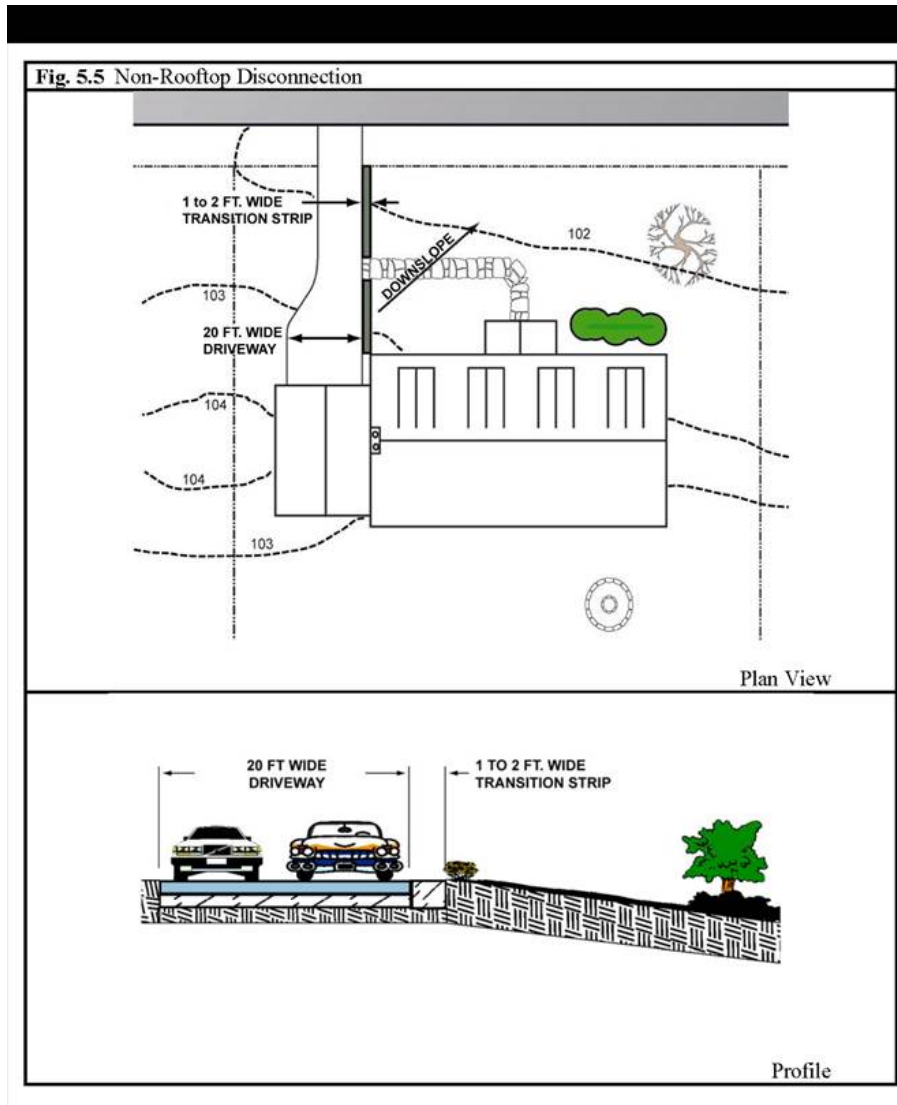 Fig. 5.5 Non-Rooftop Disconnection
1 to 2 FT. WIDE
TRANSITION STRIP
DOWNSLOPE
102
103
20 FT. WIDE
DRIVEWAY
104
104
103
Plan View
20 FT WIDE
DRIVEWAY
1 TO 2 FT. WIDE
TRANSITION STRIP
Profile